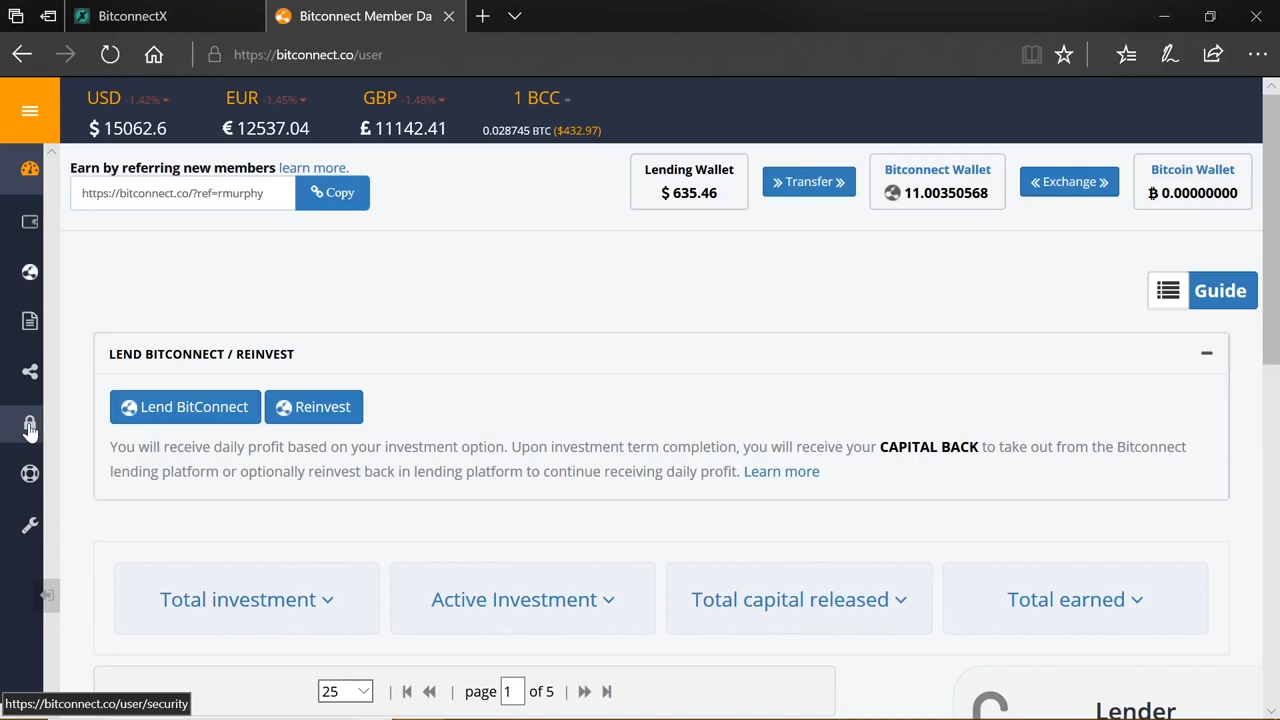 BitconnectX
Bitconnect Member Da
https://bitconnect.co/user
USD -1.42% EUR -1.45% GBP -1.48% 1 BCC =
$ 15062.6 € 12537.04 £ 11142.41 0.028745 BTC ($432.97)
Earn by referring new members learn more.
https://bitconnect.co/?ref=rmurphy Copy
Lending Wallet
$ 635.46
Transfer
Bitconnect Wallet
11.00350568
Exchange
Bitcoin Wallet
฿ 0.00000000
Guide
LEND BITCONNECT / REINVEST
Lend BitConnect Reinvest
You will receive daily profit based on your investment option. Upon investment term completion, you will receive your CAPITAL BACK to take out from the Bitconnect
lending platform or optionally reinvest back in lending platform to continue receiving daily profit. Learn more
Total investment Active Investment Total capital released Total earned
25 | | page 1 of 5 |
Lender
https://bitconnect.co/user/security